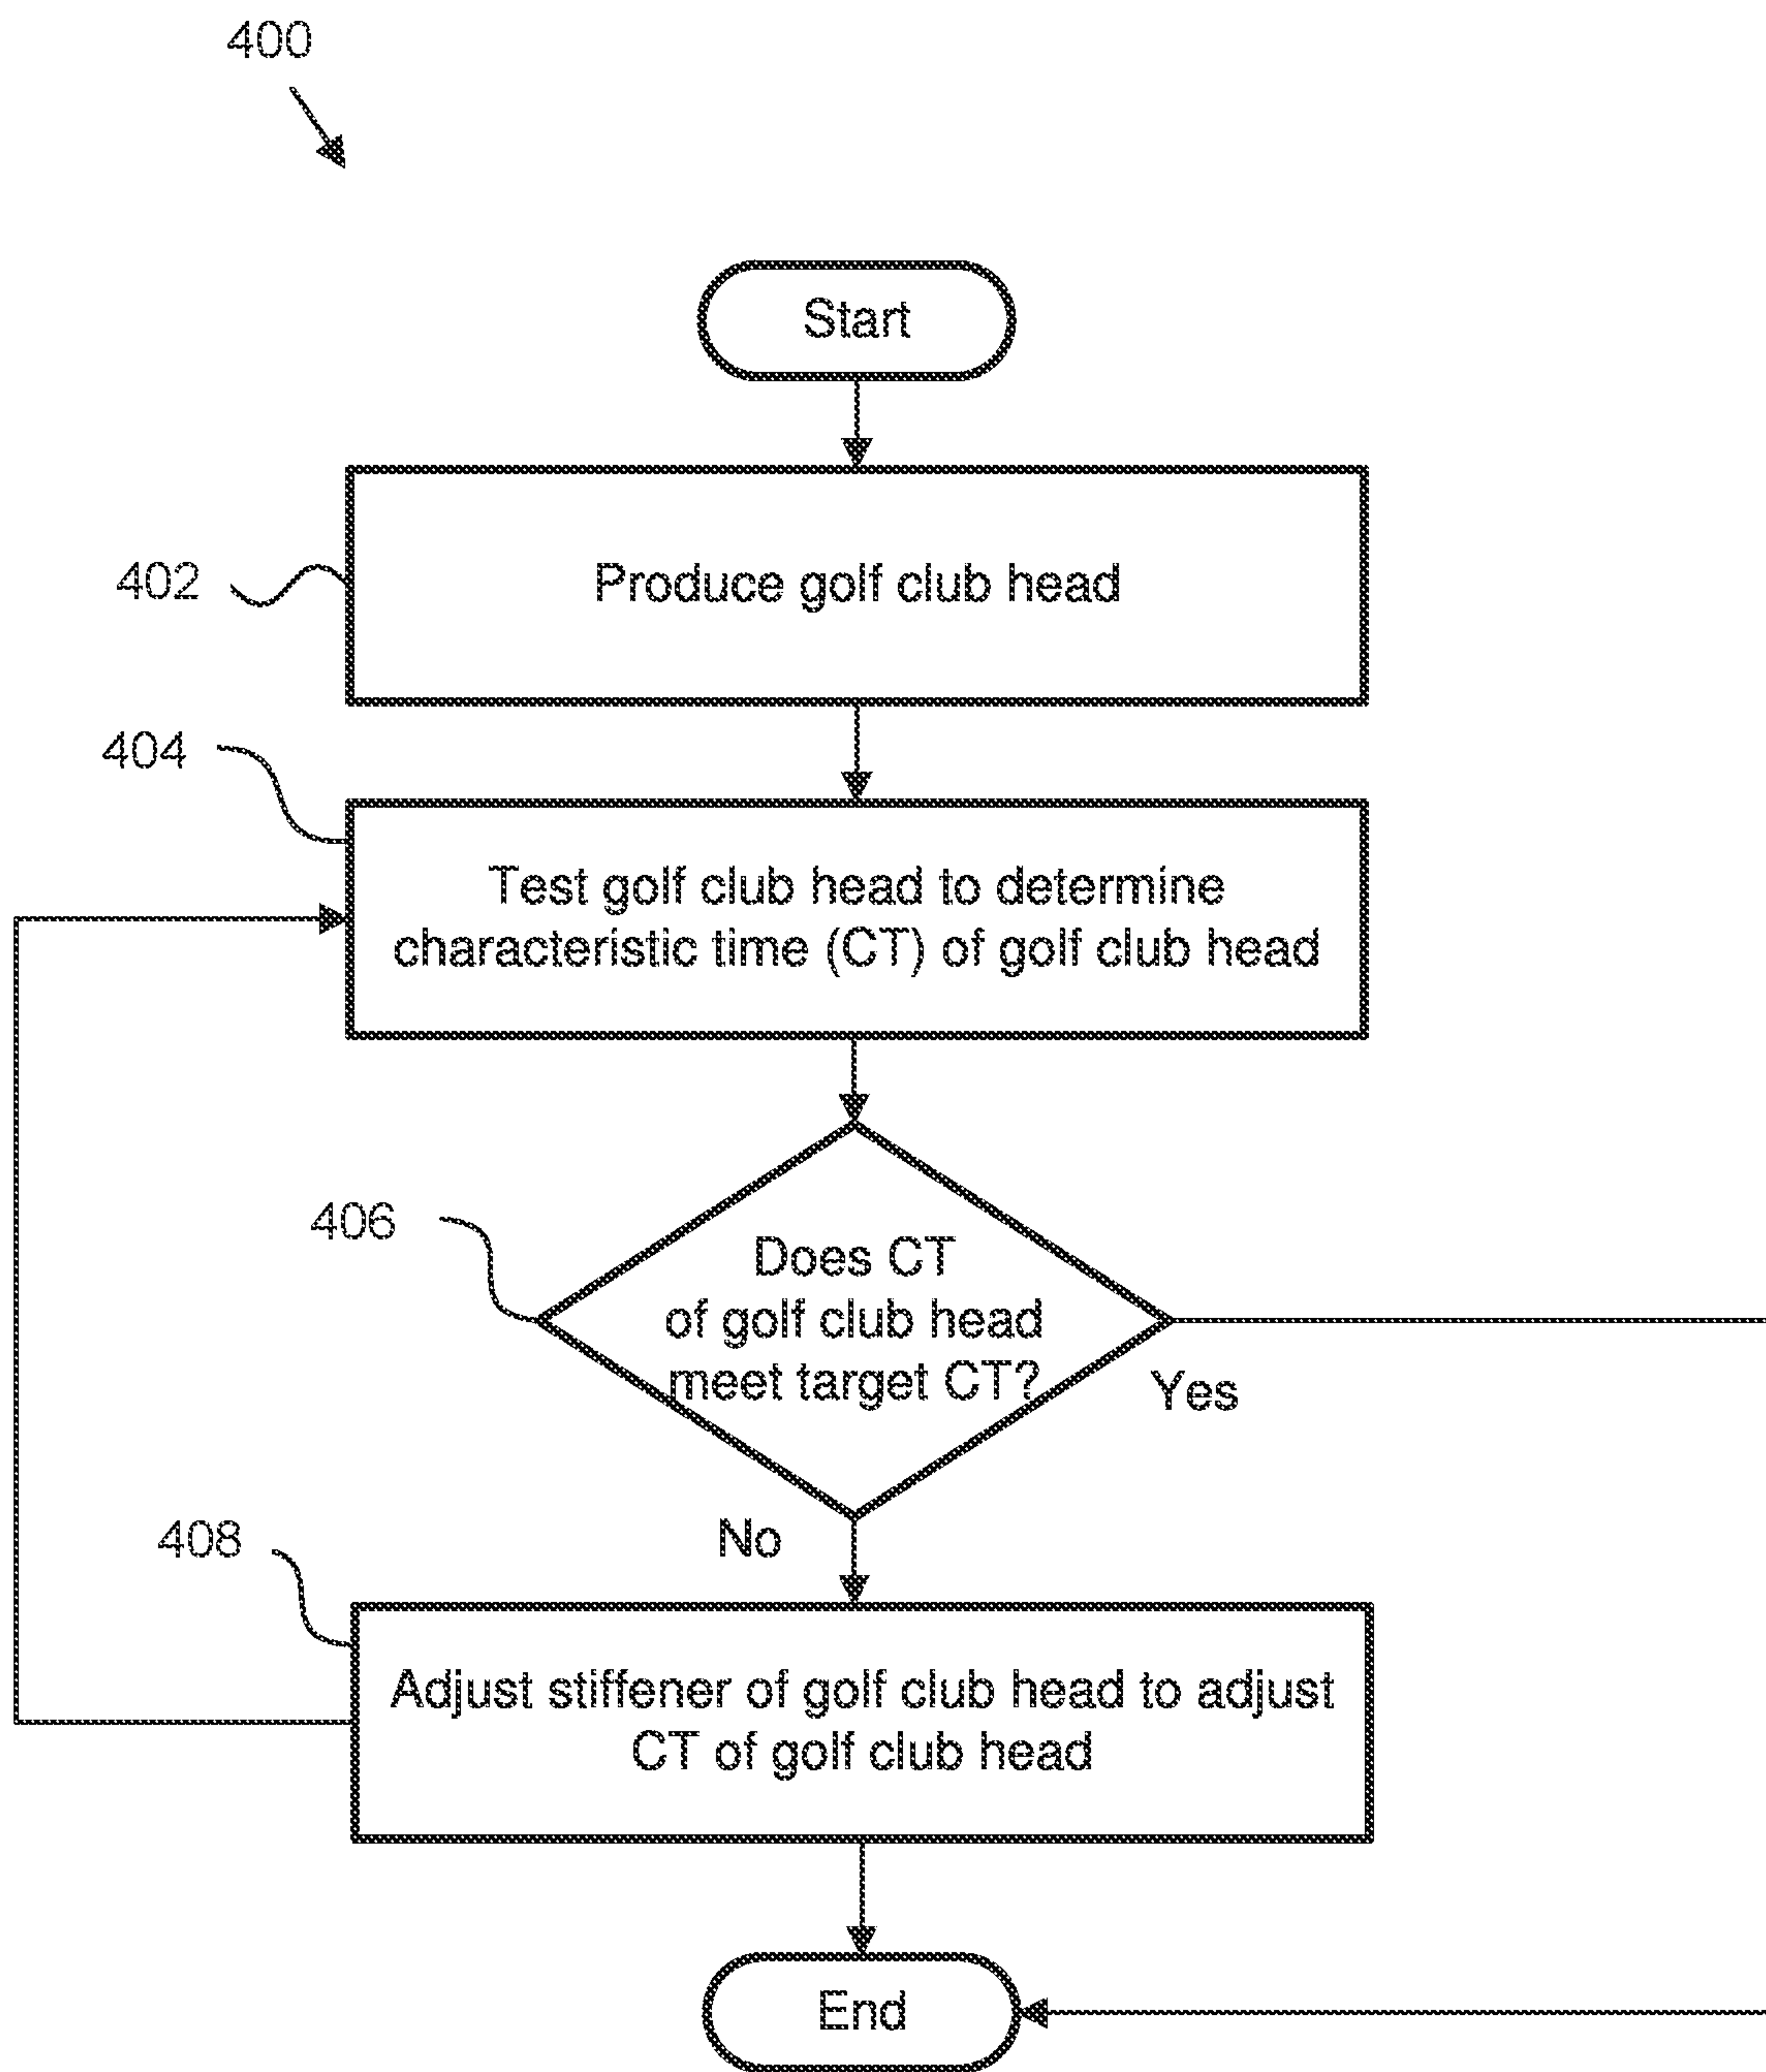 400
Start
402
Produce golf club head
404
Test golf club head to determine
characteristic time (CT) of golf club head
406
Does CT
of golf club head
meet target CT?
Yes
No
408
Adjust stiffener of golf club head to adjust
CT of golf club head
End